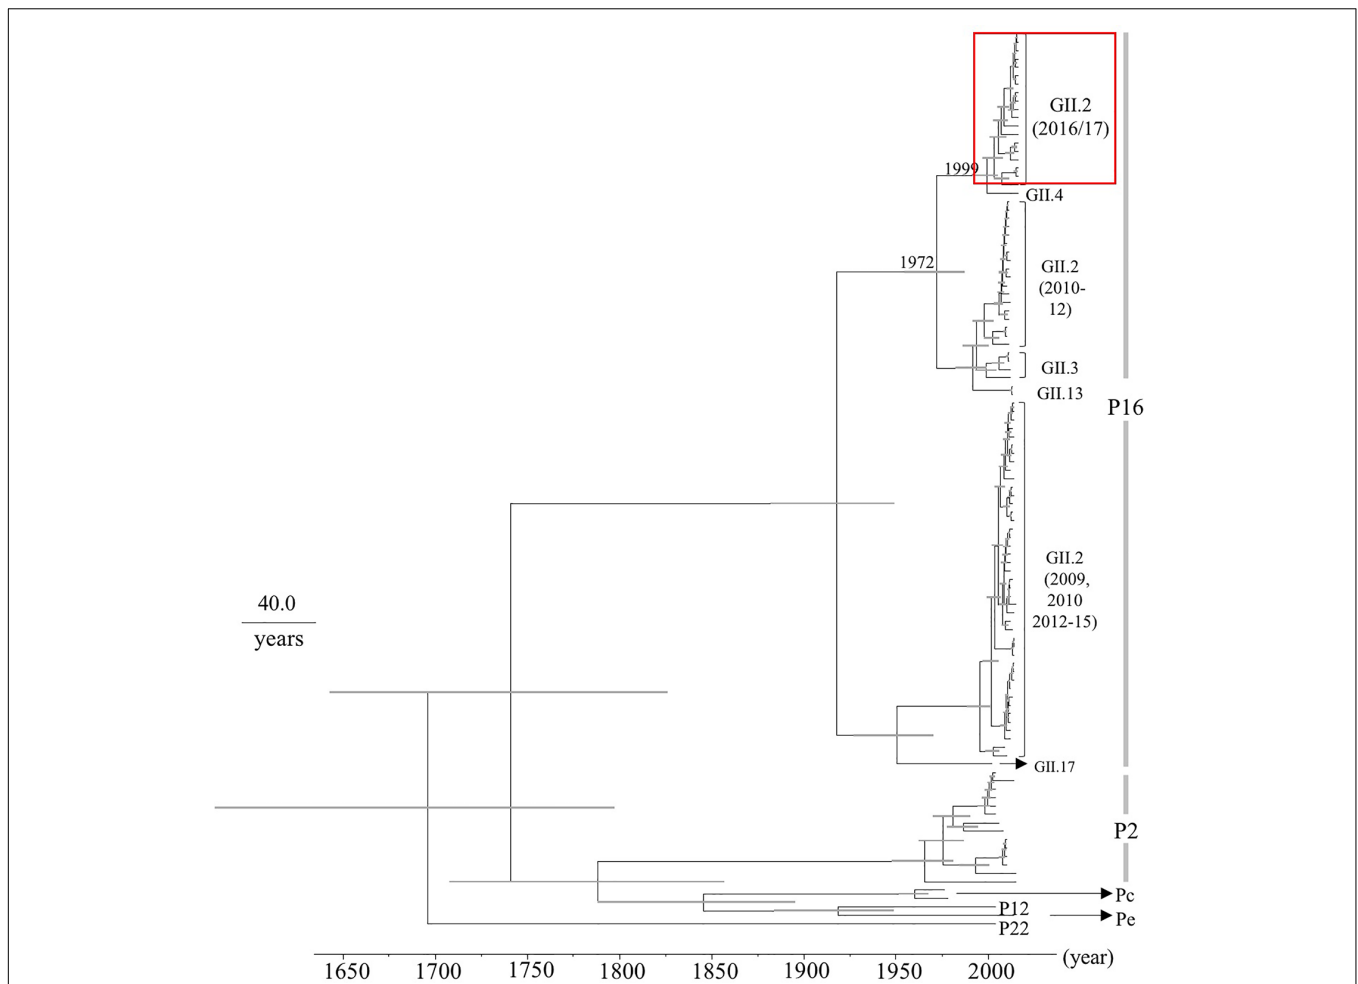 GII.2
(2016/17)
1999
GII.4
1972
GII.2
(2010-
12)
GII.3
GII.13
P16
GII.2
(2009,
2010
2012-15)
40.0
years
GII.17
P2
Pc
P12
Pe
P22
1650 1700 1750 1800 1850 1900 1950 2000 (year)